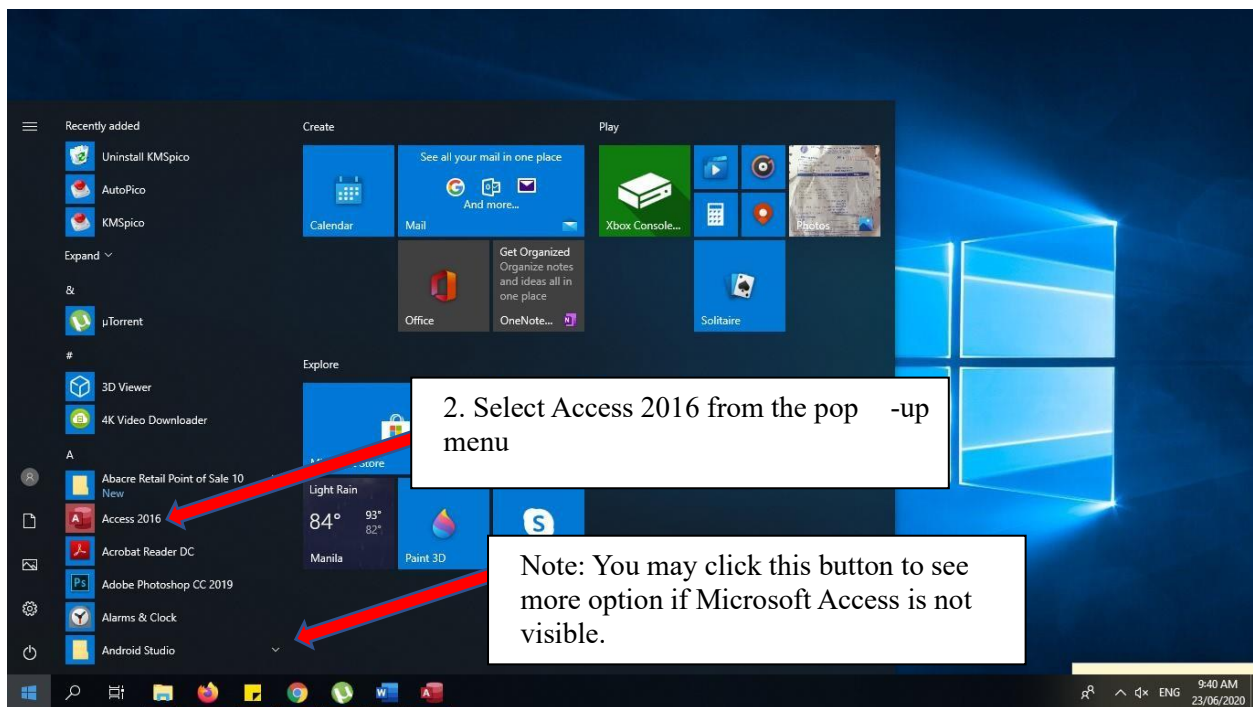 Recently added
Uninstall KMSpico
AutoPico
KMSpico
Expand
&
µTorrent
#
3D Viewer
4K Video Downloader
A
Abacre Retail Point of Sale 10
New
Access 2016
Acrobat Reader DC
Adobe Photoshop CC 2019
Alarms & Clock
Android Studio
Create
Calendar
See all your mail in one place
And more...
Mail
Office
Get Organized
Organize notes
and ideas all in
one place
OneNote...
Play
Xbox Console...
Photos
Solitaire
Explore
Store
Light Rain
84° 93°
82°
Manila
Paint 3D
2. Select Access 2016 from the pop -up
menu
Note: You may click this button to see
more option if Microsoft Access is not
visible.
ENG
9:40 AM
23/06/2020